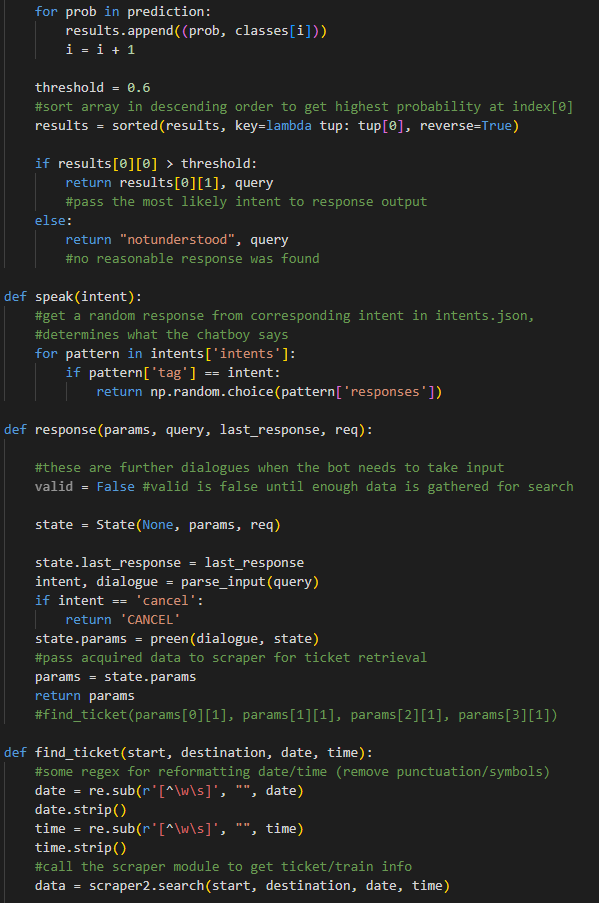 for prob in prediction:
results.append((prob, classes[i]))
i = i + 1
threshold = 0.6
#sort array in descending order to get highest probability at index[0]
results = sorted(results, key=lambda tup: tup[0], reverse=True)
if results[0][0] > threshold:
return results[0][1], query
#pass the most likely intent to response output
else:
return "notunderstood", query
#no reasonable response was found
def speak(intent):
#get a random response from corresponding intent in intents.json,
#determines what the chatboy says
for pattern in intents['intents']:
if pattern['tag'] == intent:
return np.random.choice(pattern['responses'])
def response(params, query, last_response, req):
#these are further dialogues when the bot needs to take input
valid = False #valid is false until enough data is gathered for search
state = State(None, params, req)
state.last_response = last_response
intent, dialogue = parse_input(query)
if intent == 'cancel':
return 'CANCEL'
state.params = preen(dialogue, state)
#pass acquired data to scraper for ticket retrieval
params = state.params
return params
#find_ticket(params[0][1], params[1][1], params[2][1], params[3][1])
def find_ticket(start, destination, date, time):
#some regex for reformatting date/time (remove punctuation/symbols)
date = re.sub(r'[^\w\s]', "", date)
date.strip()
time = re.sub(r'[^\w\s]', "", time)
time.strip()
#call the scraper module to get ticket/train info
data = scraper2.search(start, destination, date, time)